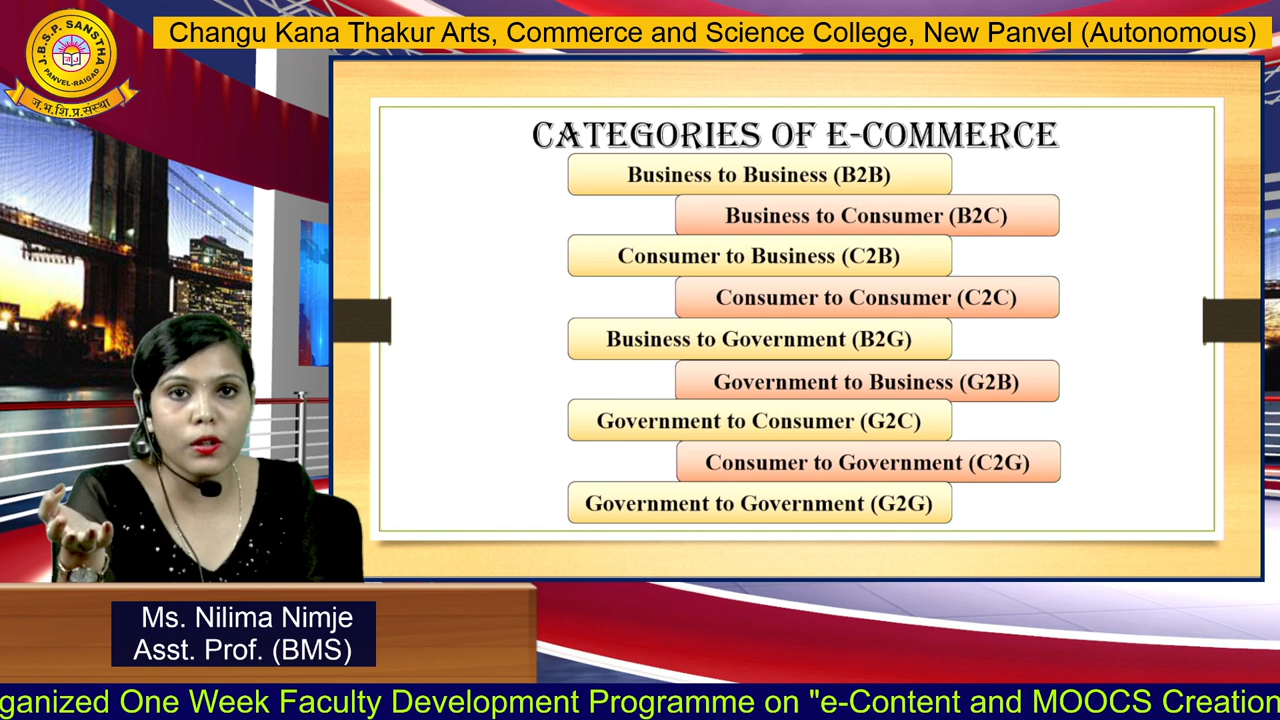 J.B.S.P. SANSTHA
PANVEL-RAIGAD
ज.भ.शि.प्र.संस्था
Changu Kana Thakur Arts, Commerce and Science College, New Panvel (Autonomous)
CATEGORIES OF E-COMMERCE
Business to Business (B2B)
Business to Consumer (B2C)
Consumer to Business (C2B)
Consumer to Consumer (C2C)
Business to Government (B2G)
Government to Business (G2B)
Government to Consumer (G2C)
Consumer to Government (C2G)
Government to Government (G2G)
Ms. Nilima Nimje
Asst. Prof. (BMS)
ganized One Week Faculty Development Programme on "e-Content and MOOCS Creation